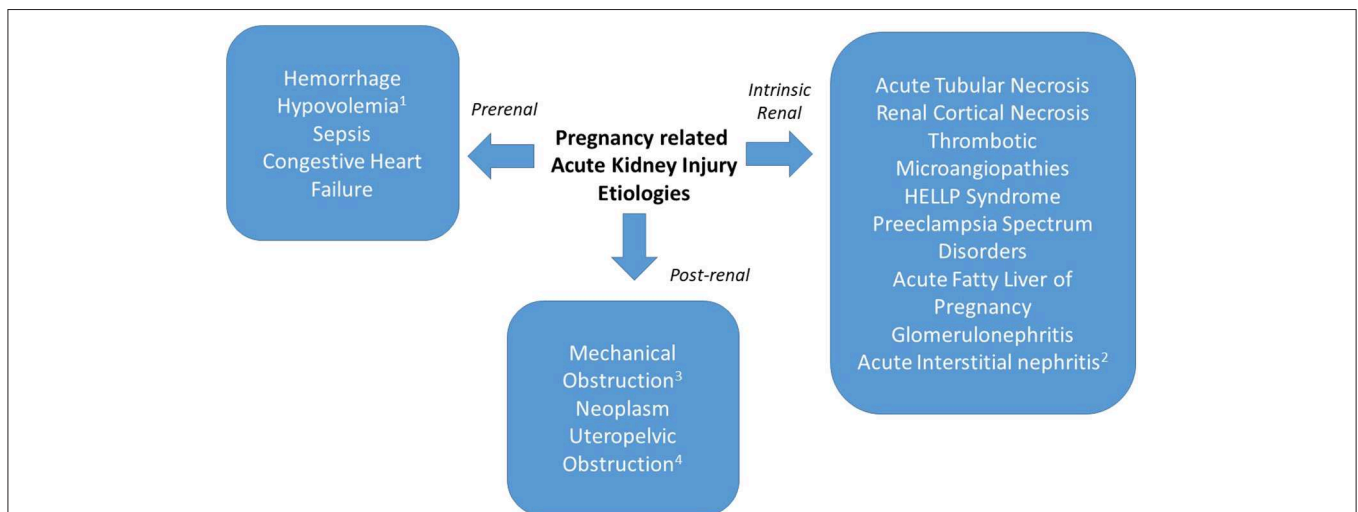 Hemorrhage
Hypovolemia¹
Sepsis
Congestive Heart
Failure
Prerenal
Pregnancy related
Acute Kidney Injury
Etiologies
Intrinsic
Renal
Acute Tubular Necrosis
Renal Cortical Necrosis
Thrombotic
Microangiopathies
HELLP Syndrome
Preeclampsia Spectrum
Disorders
Acute Fatty Liver of
Pregnancy
Glomerulonephritis
Acute Interstitial nephritis²
Post-renal
Mechanical
Obstruction³
Neoplasm
Uteropelvic
Obstruction⁴